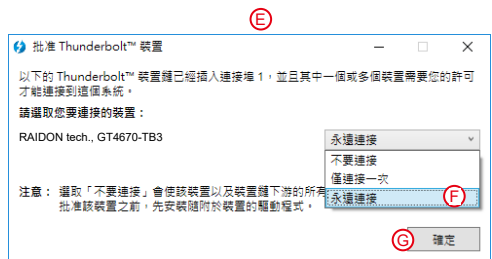 E
批准 Thunderbolt™ 裝置
以下的 Thunderbolt™ 裝置鏈已經插入連接埠 1，並且其中一個或多個裝置需要您的許可
才能連接到這個系統。
請選取您要連接的裝置：
RAIDON tech., GT4670-TB3
永遠連接
不要連接
僅連接一次
永遠連接
F
注意： 選取「不要連接」會使該裝置以及裝置鏈下游的所有
批准該裝置之前，先安裝隨附於裝置的驅動程式。
G
確定